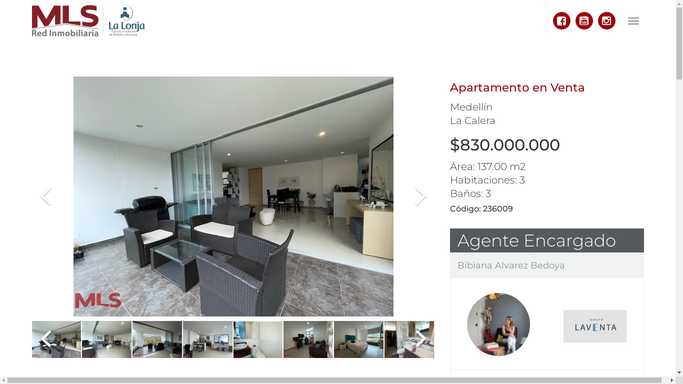 MLS
Red Inmobiliaria
La Lonja
Apartamento en Venta
Medellín
La Calera
$830.000.000
Área: 137.00 m2
Habitaciones: 3
Baños: 3
Código: 236009
MLS
Agente Encargado
Bibiana Alvarez Bedoya
LAVENTA